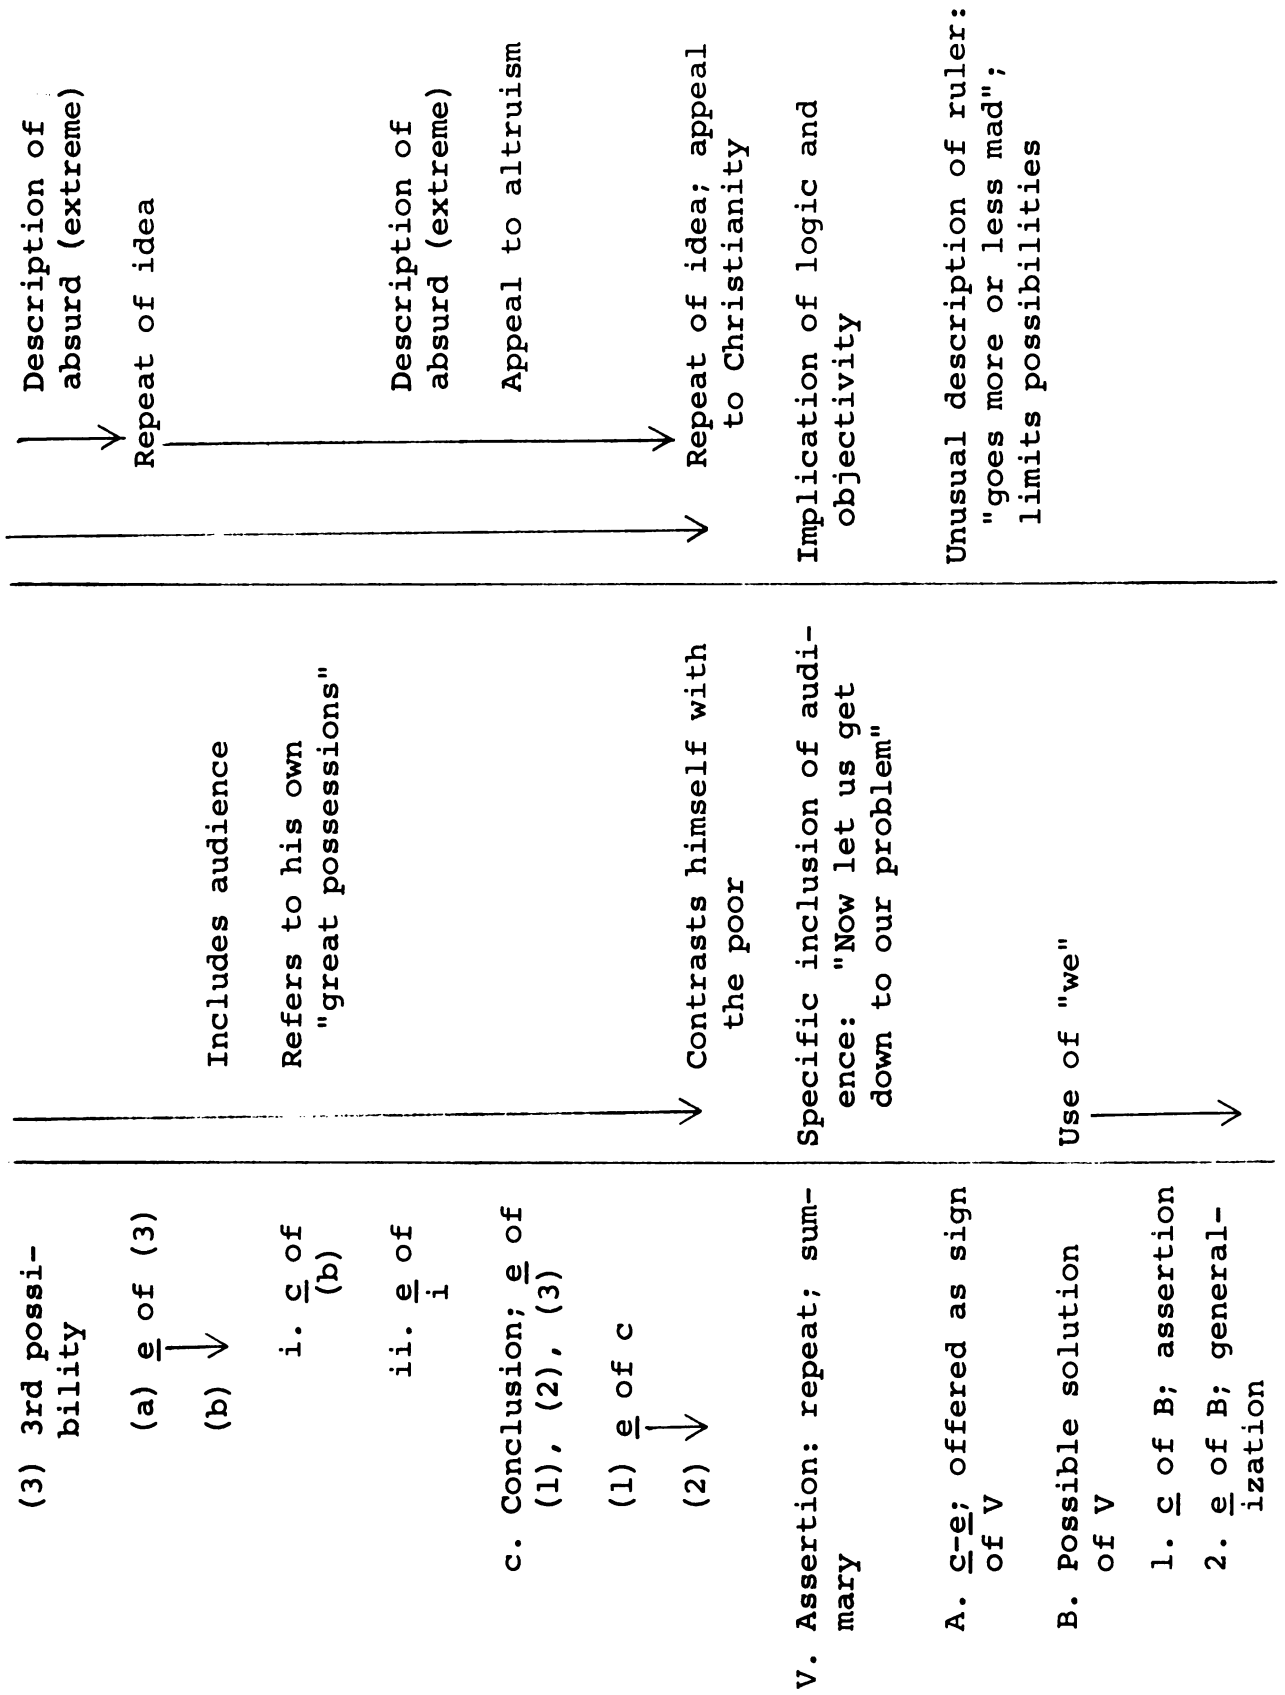 (3) 3rd possi-
bility
(a) e of (3)
(b)
i. c of
(b)
ii. e of
i
c. Conclusion; e of
(1), (2), (3)
(1) e of c
(2)
V. Assertion: repeat; sum-
mary
A. c-e; offered as sign
of V
B. Possible solution
of V
1. c of B; assertion
2. e of B; general-
ization
Includes audience
Refers to his own
"great possessions"
Contrasts himself with
the poor
Specific inclusion of audi-
ence: "Now let us get
down to our problem"
Use of "we"
Description of
absurd (extreme)
Repeat of idea
Description of
absurd (extreme)
Appeal to altruism
Repeat of idea; appeal
to Christianity
Implication of logic and
objectivity
Unusual description of ruler:
"goes more or less mad";
limits possibilities